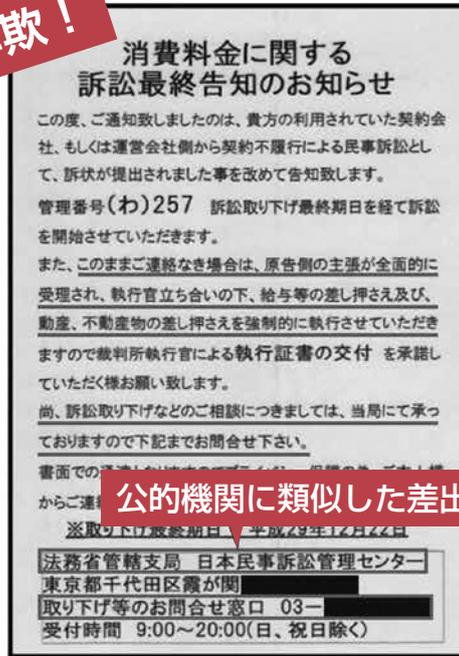 欺！
消費料金に関する
訴訟最終告知のお知らせ
この度、ご通知致しましたのは、貴方の利用されていた契約会
社、もしくは運営会社側から契約不履行による民事訴訟とし
て、訴状が提出されました事を改めて告知致します。
管理番号(わ)257 訴訟取り下げ最終期日を経て訴訟
を開始させていただきます。
また、このままご連絡なき場合は、原告側の主張が全面的に
受理され、執行官立ち合いの下、給与等の差し押さえ及び、
動産、不動産物の差し押さえを強制的に執行させていただき
ますので裁判所執行官による執行証書の交付 を承諾し
ていただく様お願い致します。
尚、訴訟取り下げなどのご相談につきましては、当局にて承っ
ておりますので下記までお問合せ下さい。
書面での
からご連
公的機関に類似した差出
※取り下げ最終期日 平成29年12月22日
法務省管轄支局 日本民事訴訟管理センター
東京都千代田区霞が関
取り下げ等のお問合せ窓口 03ー
受付時間 9:00～20:00(日、祝日除く)